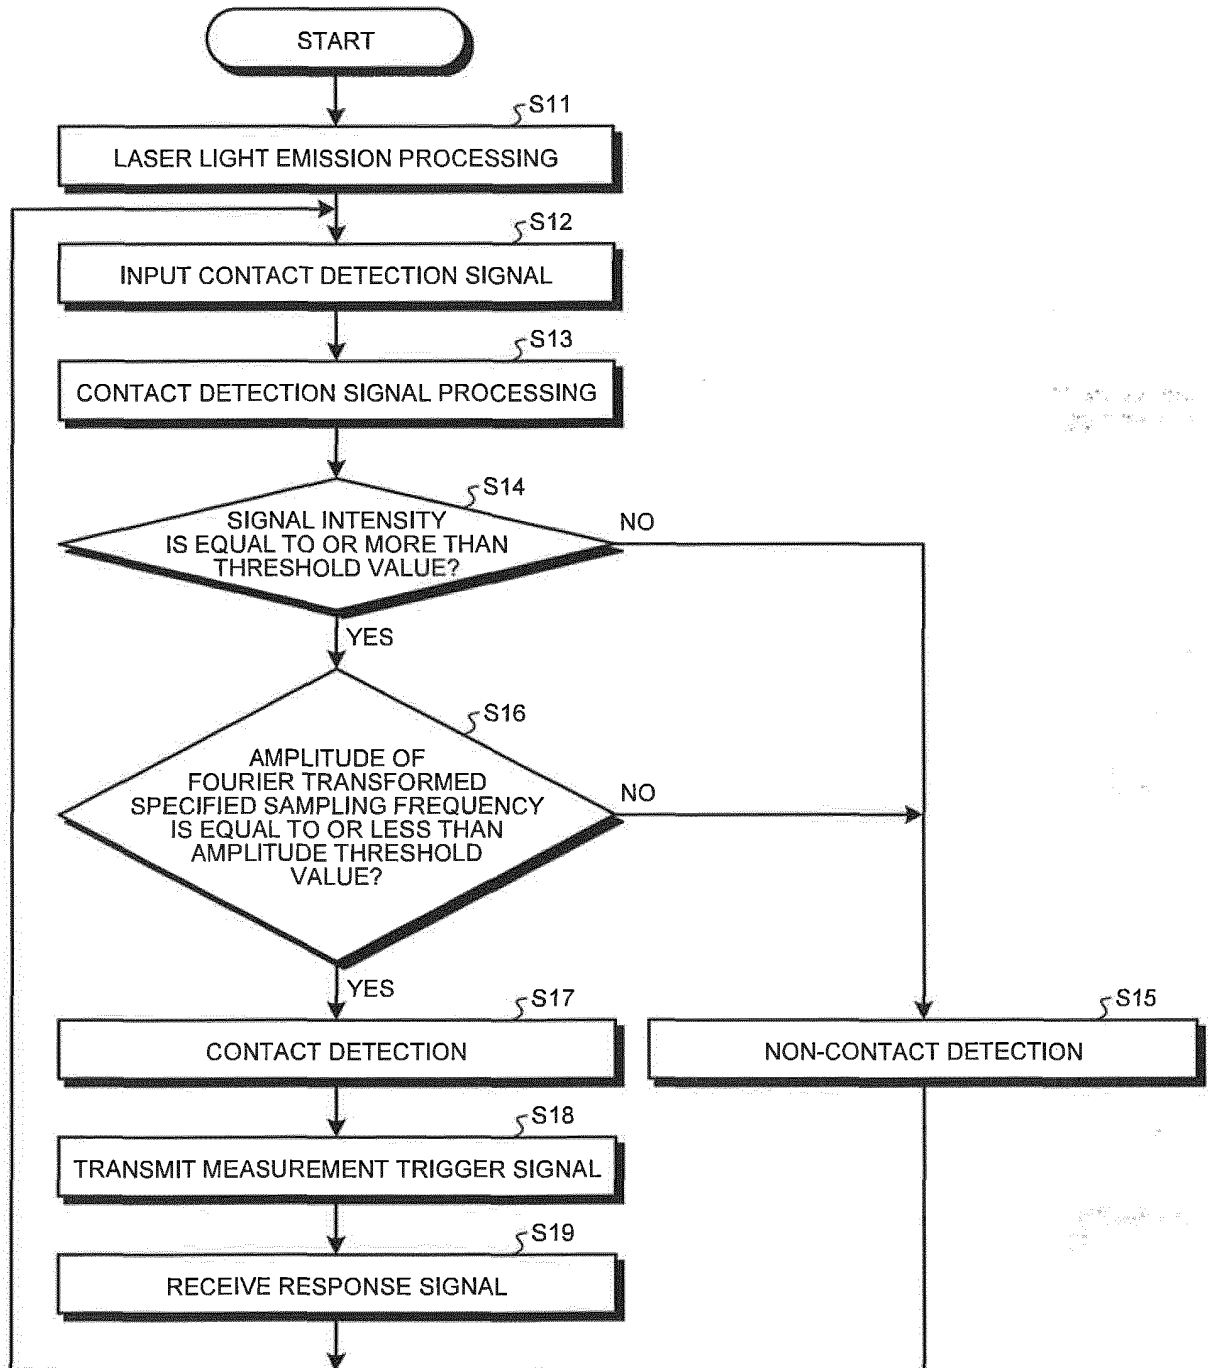 START
S11
LASER LIGHT EMISSION PROCESSING
S12
INPUT CONTACT DETECTION SIGNAL
S13
CONTACT DETECTION SIGNAL PROCESSING
S14
SIGNAL INTENSITY
IS EQUAL TO OR MORE THAN
THRESHOLD VALUE?
NO
YES
S16
AMPLITUDE OF
FOURIER TRANSFORMED
SPECIFIED SAMPLING FREQUENCY
IS EQUAL TO OR LESS THAN
AMPLITUDE THRESHOLD
VALUE?
NO
YES
S17
CONTACT DETECTION
S15
NON-CONTACT DETECTION
S18
TRANSMIT MEASUREMENT TRIGGER SIGNAL
S19
RECEIVE RESPONSE SIGNAL